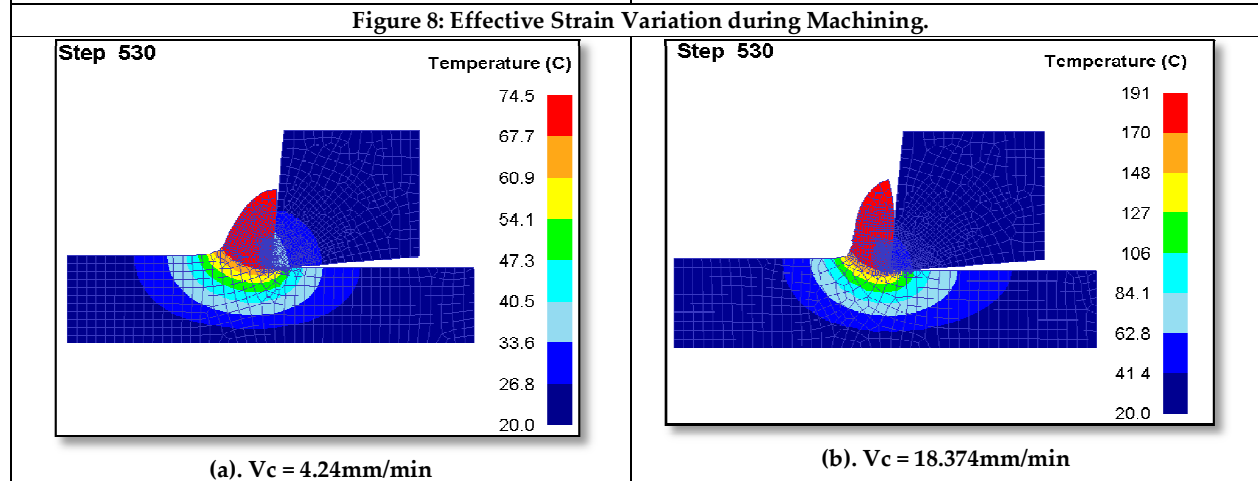 Figure 8: Effective Strain Variation during Machining.
Step 530
Temperature (C)
74.5
67.7
60.9
54.1
47.3
40.5
33.6
26.8
20.0
(a). Vc = 4.24mm/min
Step 530
Temperature (C)
191
170
148
127
106
84.1
62.8
41 4
20.0
(b). Vc = 18.374mm/min